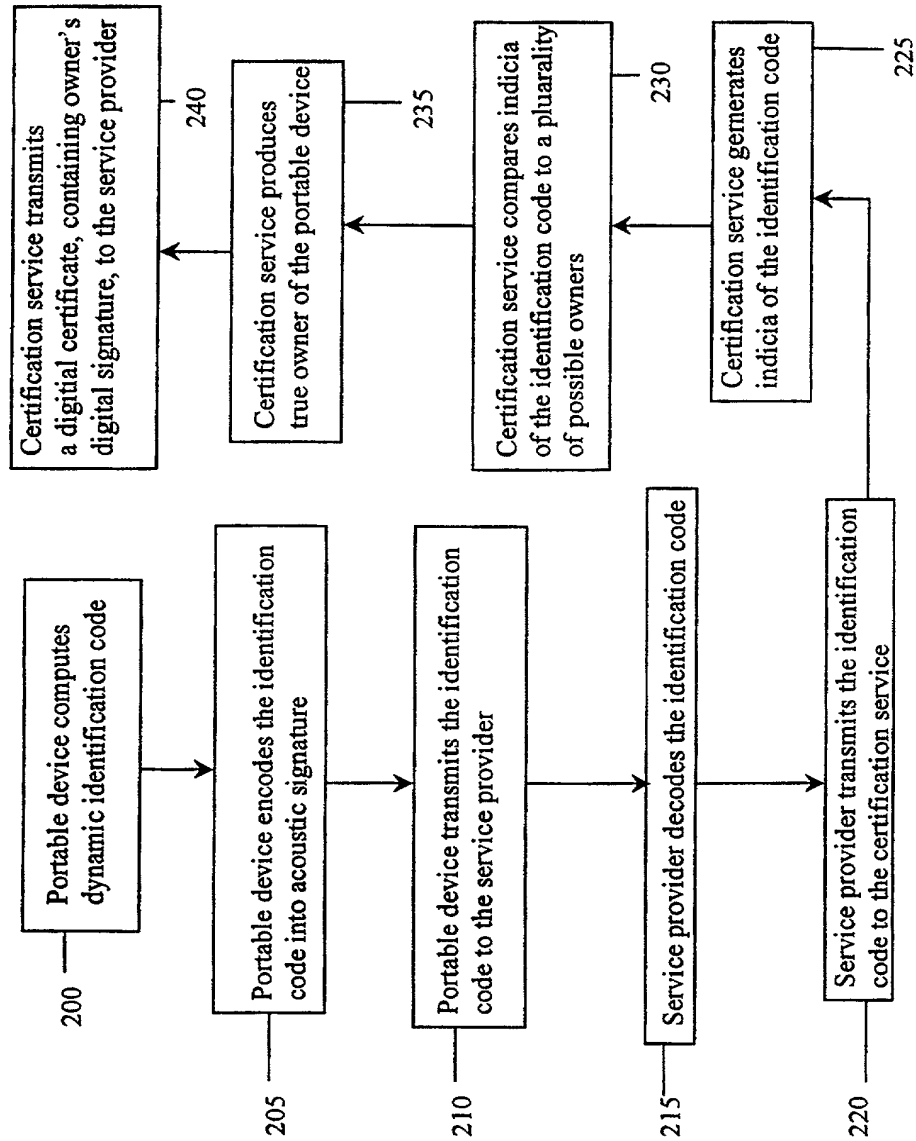 Portable device computes
dynamic identification code
200
Portable device encodes the identification
code into acoustic signature
205
Portable device transmits the identification
code to the service provider
210
Service provider decodes the identification code
215
Service provider transmits the identification
code to the certification service
220
Certification service gemerates
indicia of the identification code
225
Certification service compares indicia
of the identification code to a pluarality
of possible owners
230
Certification service produces
true owner of the portable device
235
Certification service transmits
a digitial certificate, containing owner's
digital signature, to the service provider
240